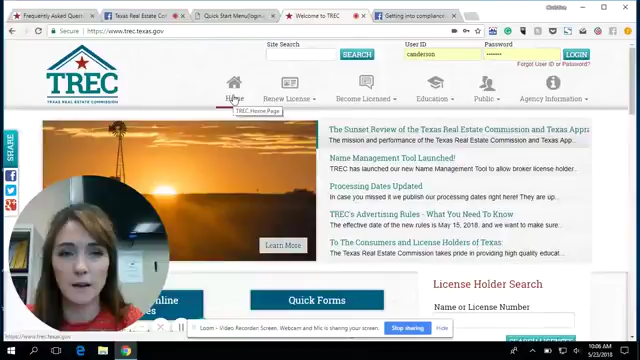 Frequently Asked Quest
Texas Real Estate Com
Quick Start Menu(login-
Welcome to TREC
Getting into compliance
Secure
https://www.trec.texas.gov
Site Search
SEARCH
User ID
Password
canderson
LOGIN
Forgot User ID or Password?
TREC
TEXAS REAL ESTATE COMMISSION
Home
Renew License
Become Licensed
Education
Public
Agency Information
TREC Home Page
SHARE
The Sunset Review of the Texas Real Estate Commission and Texas Appra
the mission and performance of the Texas Real Estate Commission and Texas App...
Name Management Tool Launched!
TREC has launched our new Name Management Tool to allow broker license holder...
Processing Dates Updated
In case you missed it we publish our processing dates right here! They are up...
TREC's Advertising Rules - What You Need To Know
The effective date of the new rules is May 15, 2018. and we want to make sure...
To The Consumers and License Holders of Texas:
The Texas Real Estate Commission takes pride in providing high quality educat...
Learn More
License Holder Search
Name or License Number
Online
Quick Forms
Loom - Video Recorder: Screen, Webcam and Mic is sharing your screen.
Stop sharing
Hide
https://www.trec.texas.gov
10:06 AM
5/23/2018